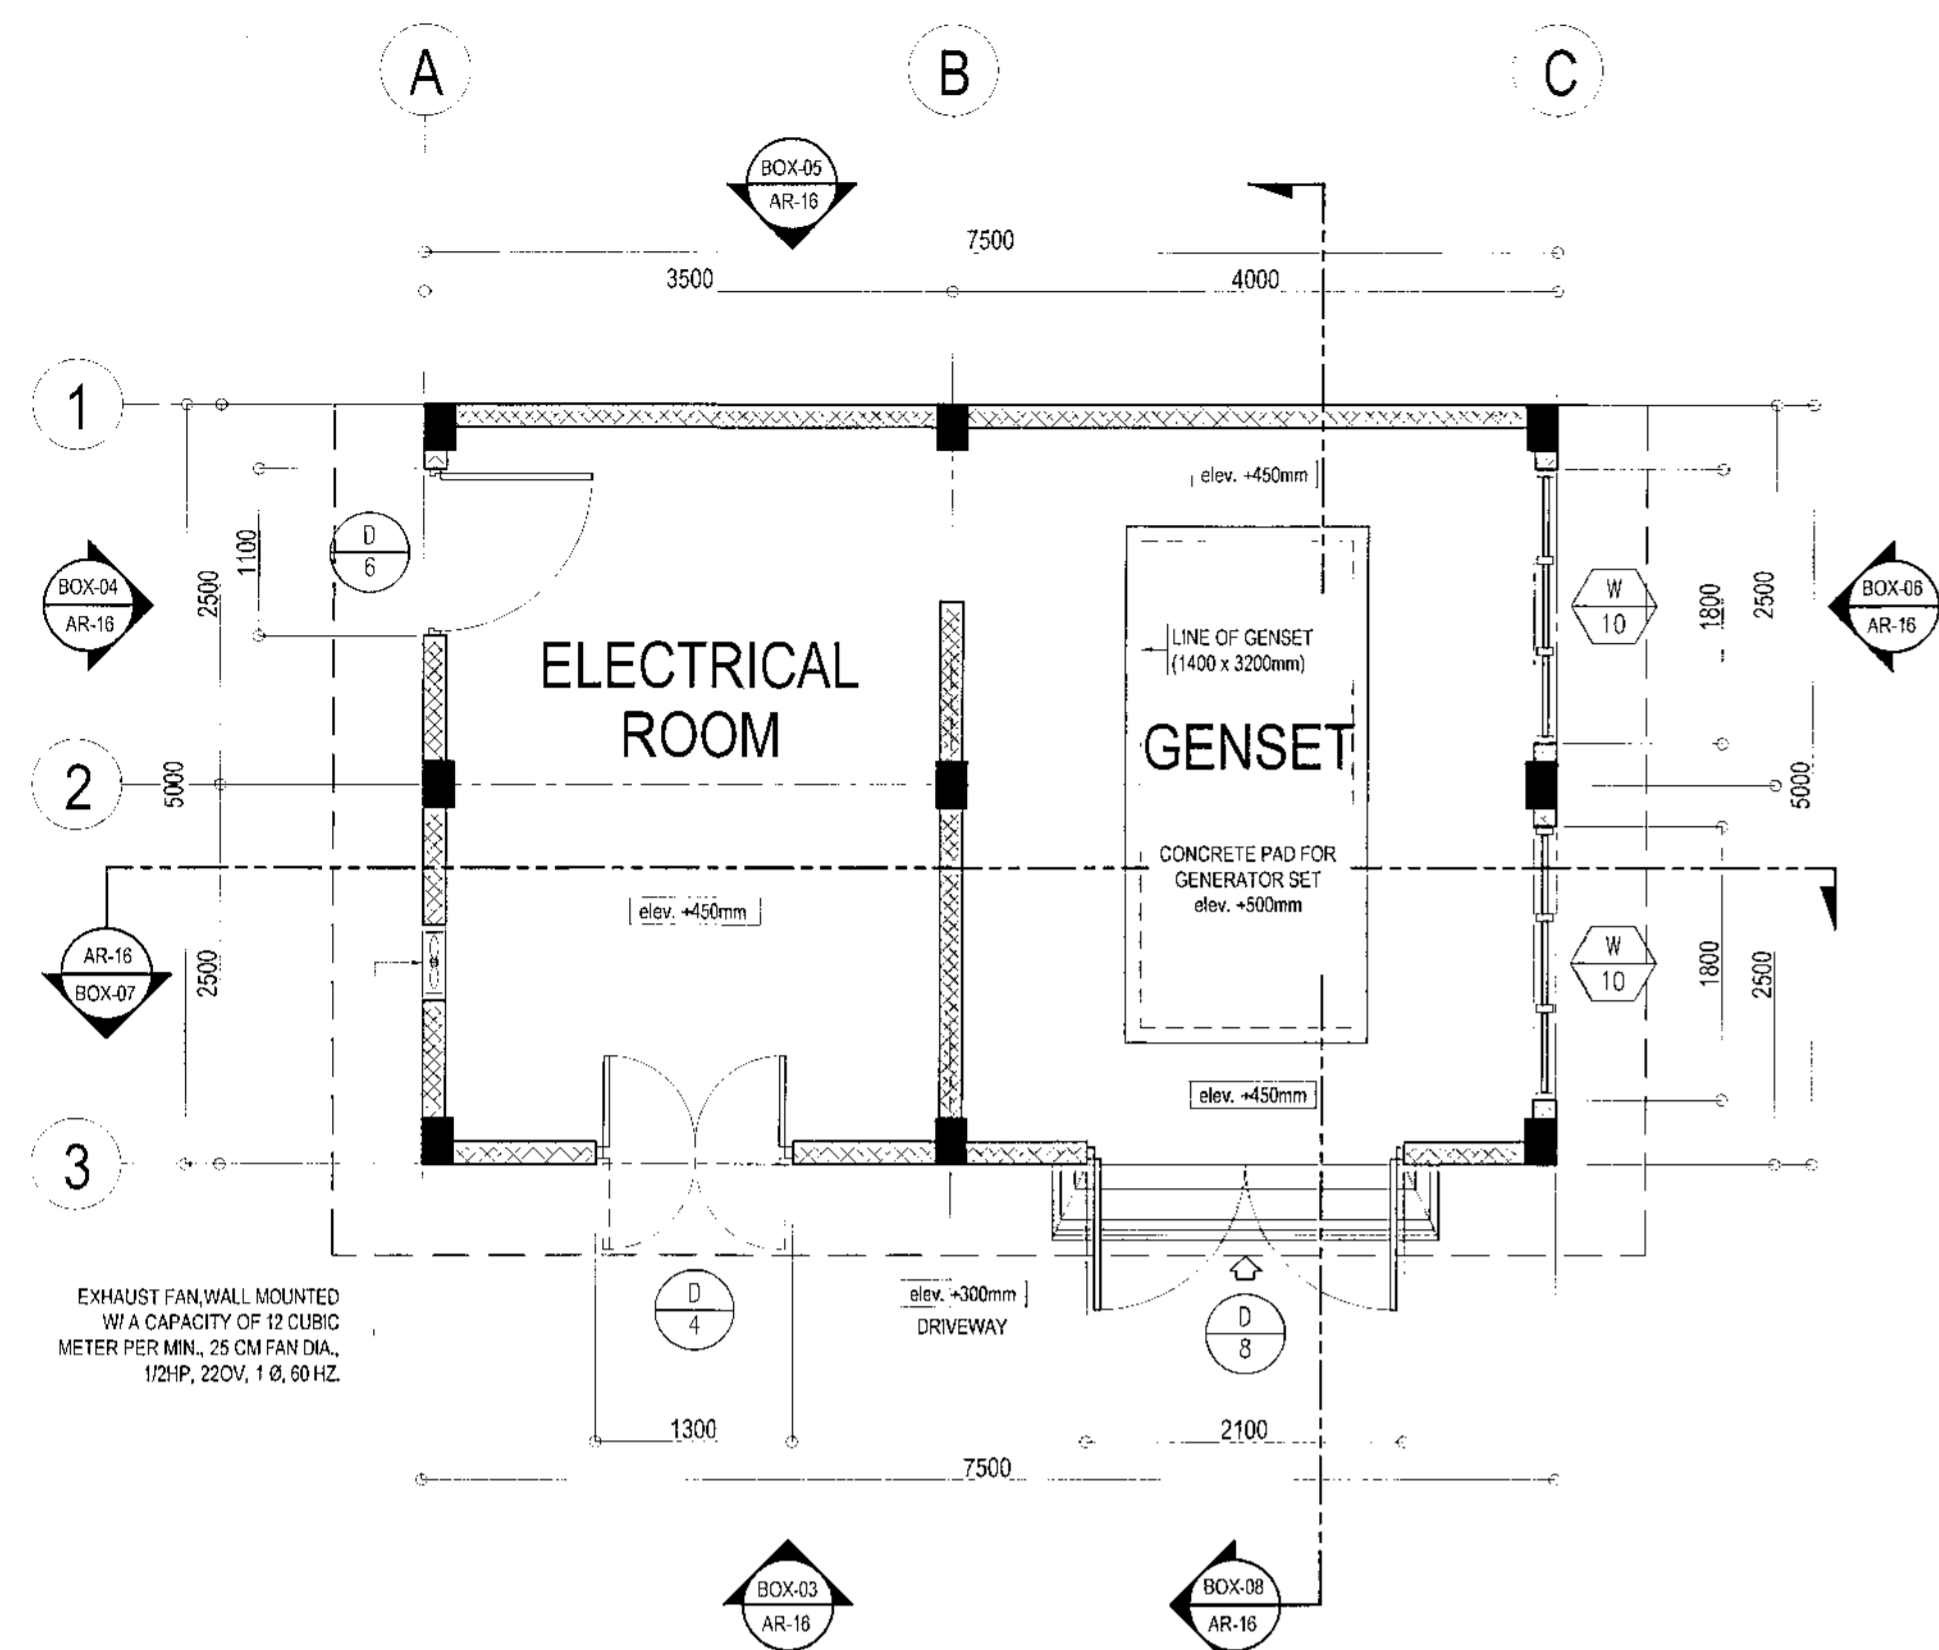 A
B
C
BOX-05
AR-16
7500
3500
4000
1
elev. +450mm
D
6
1100
2500
BOX-04
AR-16
W
10
1800
2500
BOX-06
AR-16
LINE OF GENSET
(1400 x 3200mm)
ELECTRICAL
ROOM
GENSET
2
5000
5000
CONCRETE PAD FOR
GENERATOR SET
elev. +500mm
elev. +450mm
AR-16
BOX-07
2500
W
10
1800
2500
elev. +450mm
3
EXHAUST FAN,WALL MOUNTED
W/ A CAPACITY OF 12 CUBIC
METER PER MIN., 25 CM FAN DIA.,
1/2HP, 220V, 1 Ø, 60 HZ.
D
4
elev. +300mm
DRIVEWAY
D
8
1300
2100
7500
BOX-03
AR-16
BOX-08
AR-16